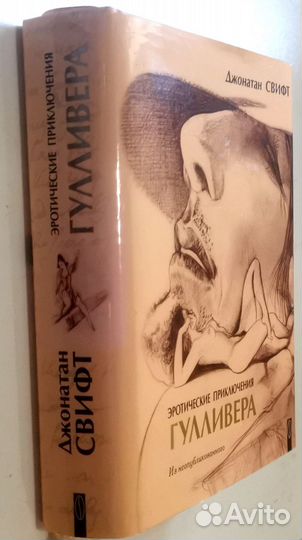 Джонатан СВИФТ
ЭРОТИЧЕСКИЕ ПРИКЛЮЧЕНИЯ
ГУЛЛИВЕРА
Из неопубликованного
Джонатан
СВИФТ
ЭРОТИЧЕСКИЕ ПРИКЛЮЧЕНИЯ
ГУЛЛИВЕРА
Avito